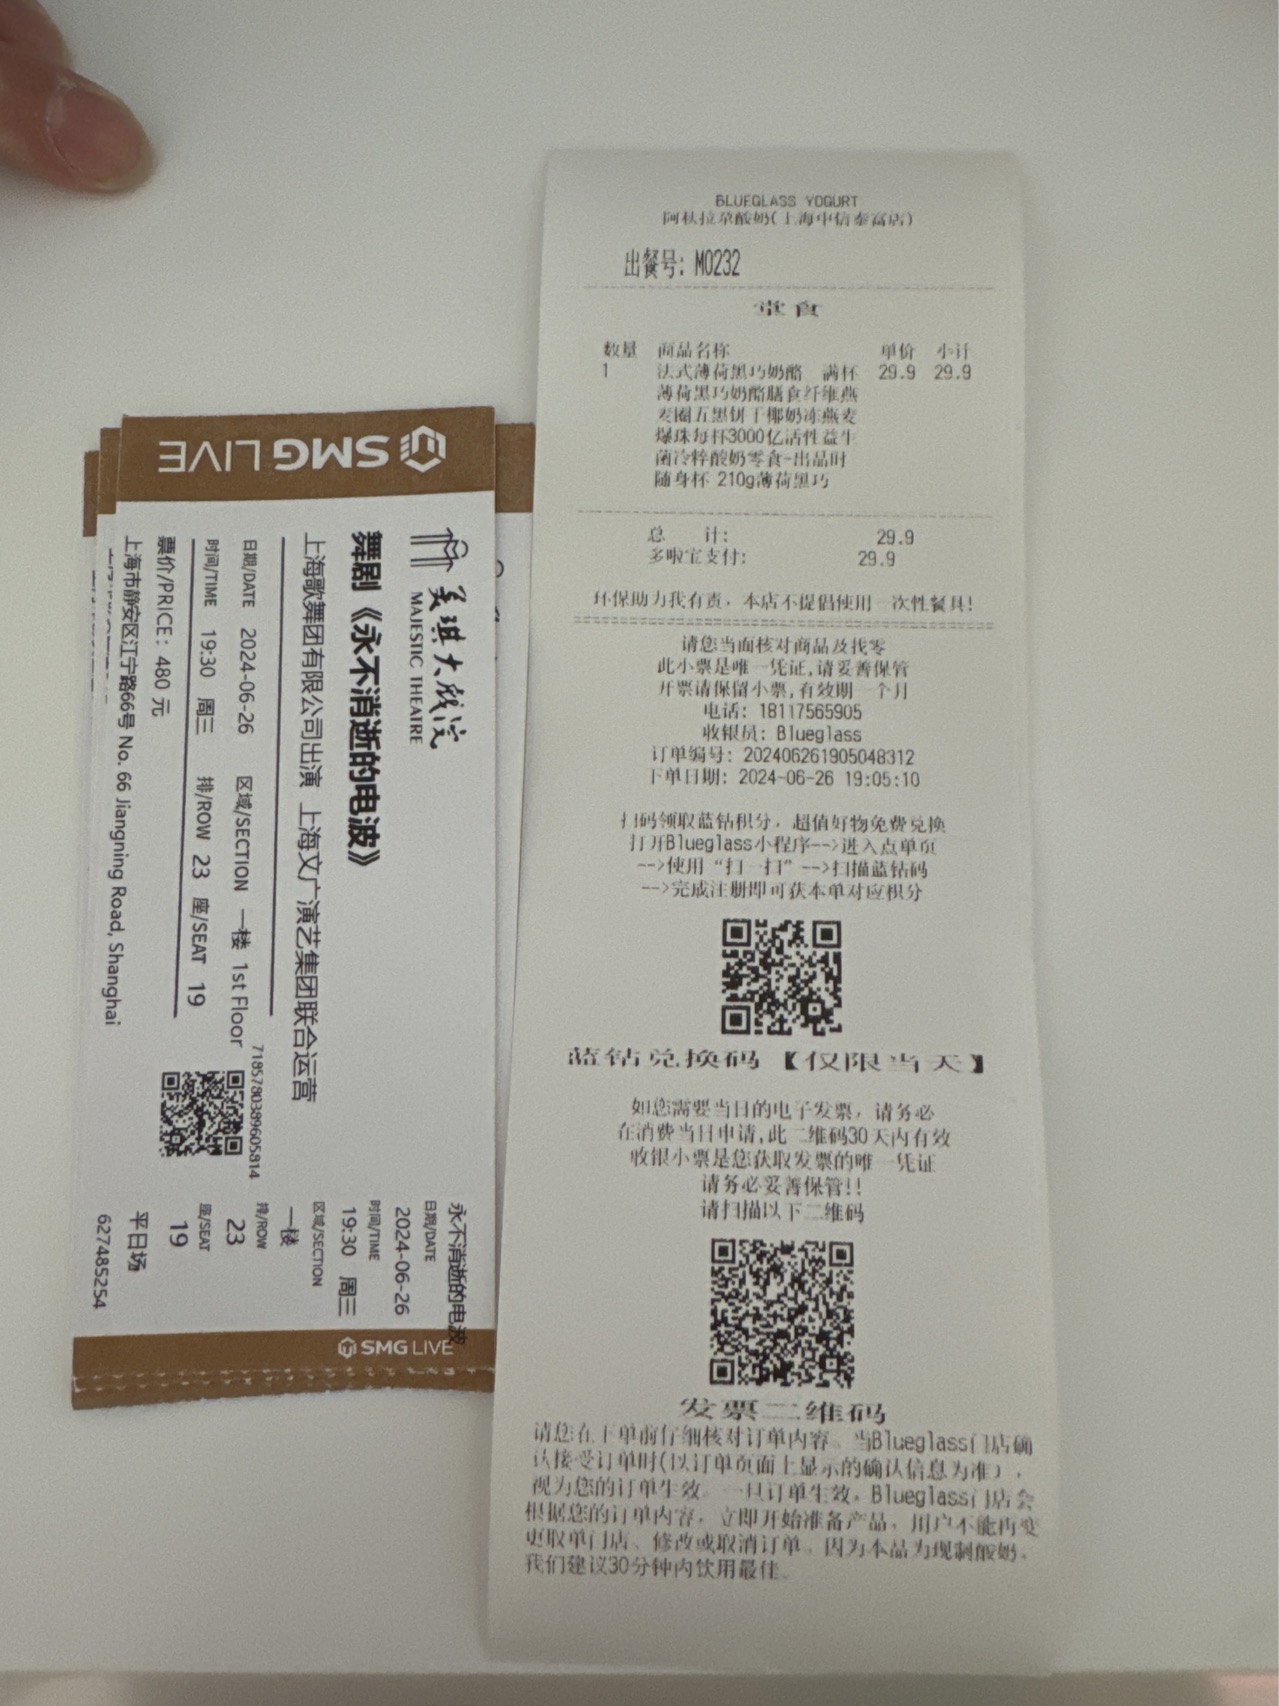 SMG LIVE
美琪大戏院
MAJESTIC THEATRE
舞剧《永不消逝的电波》
上海歌舞团有限公司出演 上海文广演艺集团联合运营
日期/DATE 2024-06-26 区域/SECTION 一楼 1st Floor
时间/TIME 19:30 周三 排/ROW 23 座/SEAT 19
票价/PRICE: 480 元
上海市静安区江宁路66号 No. 66 Jiangning Road, Shanghai
7185780389605814
永不消逝的电波
日期/DATE
2024-06-26
时间/TIME
19:30 周三
区域/SECTION
一楼
排/ROW
23
座/SEAT
19
平日场
627485254
SMG LIVE
BLUEGLASS YOGURT
阿秋拉尕酸奶(上海中信泰富店)
出餐号: M0232
堂食
数量 商品名称 单价 小计
1 法式薄荷黑巧奶酪 满杯 29.9 29.9
薄荷黑巧奶酪膳食纤维燕
麦圈五黑饼干椰奶冻燕麦
爆珠每杯3000亿活性益生
菌冷粹酸奶零食-出品时
随身杯 210g薄荷黑巧
总 计: 29.9
多啦宝支付: 29.9
环保助力我有责，本店不提倡使用一次性餐具!
请您当面核对商品及找零
此小票是唯一凭证,请妥善保管
开票请保留小票,有效期一个月
电话: 18117565905
收银员: Blueglass
订单编号: 202406261905048312
下单日期: 2024-06-26 19:05:10
扫码领取蓝钻积分，超值好物免费兑换
打开Blueglass小程序-->进入点单页
-->使用“扫一扫”-->扫描蓝钻码
-->完成注册即可获本单对应积分
蓝钻兑换码【仅限当天】
如您需要当日的电子发票，请务必
在消费当日申请,此二维码30天内有效
收银小票是您获取发票的唯一凭证
请务必妥善保管!!
请扫描以下二维码
发票二维码
请您在下单前仔细核对订单内容。当Blueglass门店确
认接受订单时(以订单页面上显示的确认信息为准)，
视为您的订单生效。一旦订单生效，Blueglass门店会
根据您的订单内容，立即开始准备产品。用户不能再变
更取单门店、修改或取消订单。因为本品为现制酸奶，
我们建议30分钟内饮用最佳。